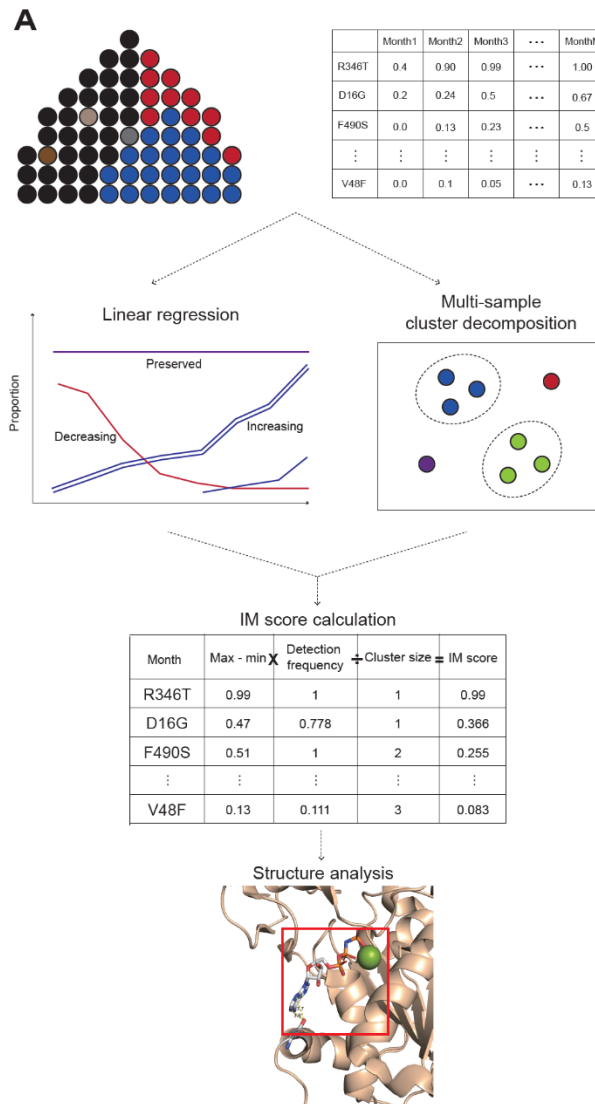 A
Month1 Month2 Month3 ... Month
R346T 0.4 0.90 0.99 ... 1.00
D16G 0.2 0.24 0.5 ... 0.67
F490S 0.0 0.13 0.23 ... 0.5
⋮ ⋮ ⋮ ⋮ ⋮
V48F 0.0 0.1 0.05 ... 0.13
Linear regression
Multi-sample
cluster decomposition
Proportion
Preserved
Decreasing
Increasing
IM score calculation
Month Max - min X Detection frequency ÷ Cluster size = IM score
R346T 0.99 1 1 0.99
D16G 0.47 0.778 1 0.366
F490S 0.51 1 2 0.255
⋮ ⋮ ⋮ ⋮ ⋮
V48F 0.13 0.111 3 0.083
Structure analysis